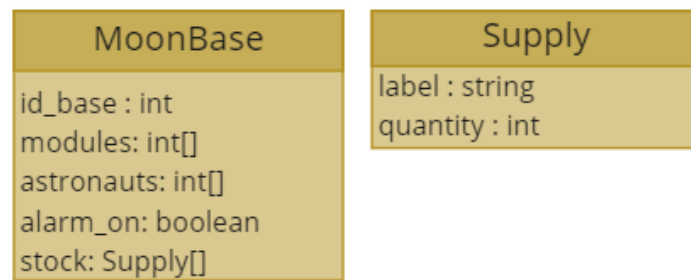 MoonBase
id_base : int
modules: int[]
astronauts: int[]
alarm_on: boolean
stock: Supply[]
Supply
label : string
quantity : int